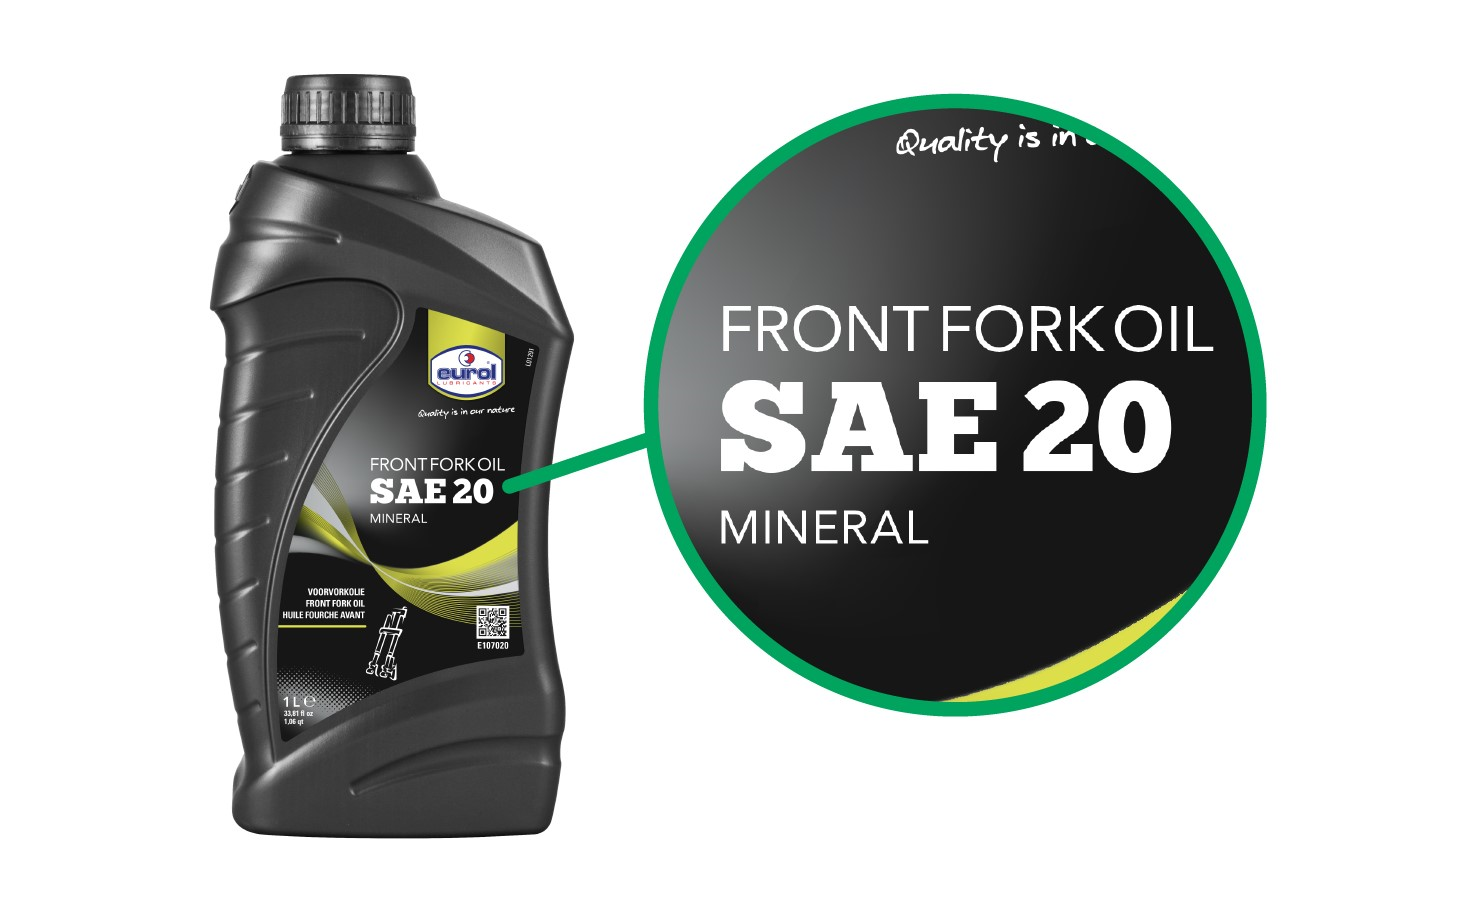 eurol
LUBRICANTS
L01291
Quality is in our nature
FRONT FORK OIL
SAE 20
MINERAL
VOORVORKOLIE
FRONT FORK OIL
HUILE FOURCHE AVANT
E107020
1 L ℮
33,81 fl oz
1,06 qt
Quality is in
FRONT FORK OIL
SAE 20
MINERAL